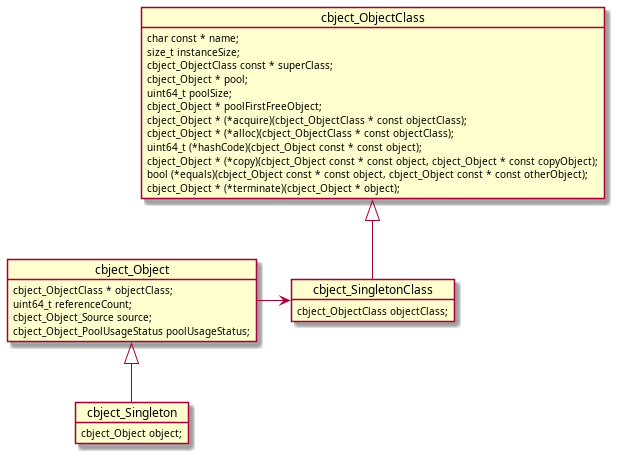 cbject_ObjectClass
char const * name;
size_t instanceSize;
cbject_ObjectClass const * superClass;
cbject_Object * pool;
uint64_t poolSize;
cbject_Object * poolFirstFreeObject;
cbject_Object * (*acquire)(cbject_ObjectClass * const objectClass);
cbject_Object * (*alloc)(cbject_ObjectClass * const objectClass);
uint64_t (*hashCode)(cbject_Object const * const object);
cbject_Object * (*copy)(cbject_Object const * const object, cbject_Object * const copyObject);
bool (*equals)(cbject_Object const * const object, cbject_Object const * const otherObject);
cbject_Object * (*terminate)(cbject_Object * object);
cbject_Object
cbject_ObjectClass * objectClass;
uint64_t referenceCount;
cbject_Object_Source source;
cbject_Object_PoolUsageStatus poolUsageStatus;
cbject_SingletonClass
cbject_ObjectClass objectClass;
cbject_Singleton
cbject_Object object;